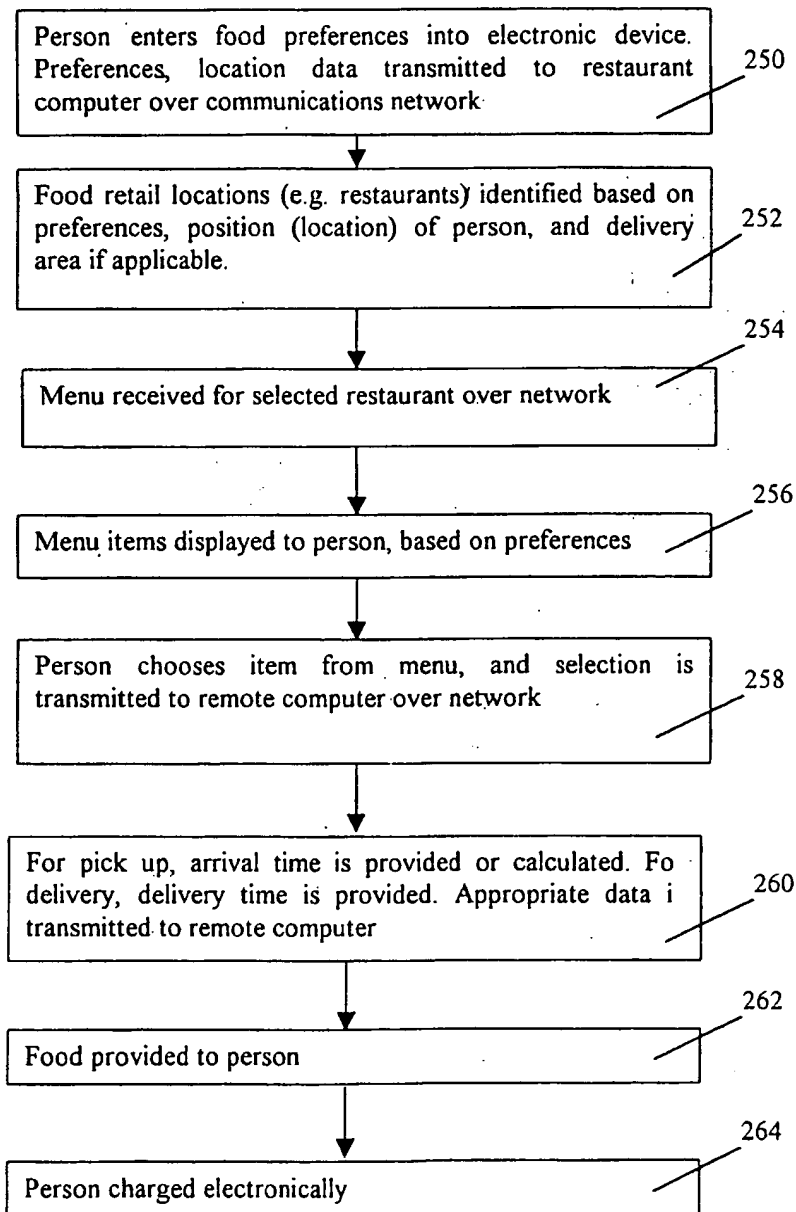 Person enters food preferences into electronic device.
Preferences, location data transmitted to restaurant
computer over communications network
250
Food retail locations (e.g. restaurants) identified based on
preferences, position (location) of person, and delivery
area if applicable.
252
254
Menu received for selected restaurant over network
256
Menu items displayed to person, based on preferences
Person chooses item from menu, and selection is
transmitted to remote computer over network
258
For pick up, arrival time is provided or calculated. Fo
delivery, delivery time is provided. Appropriate data i
transmitted to remote computer
260
262
Food provided to person
264
Person charged electronically